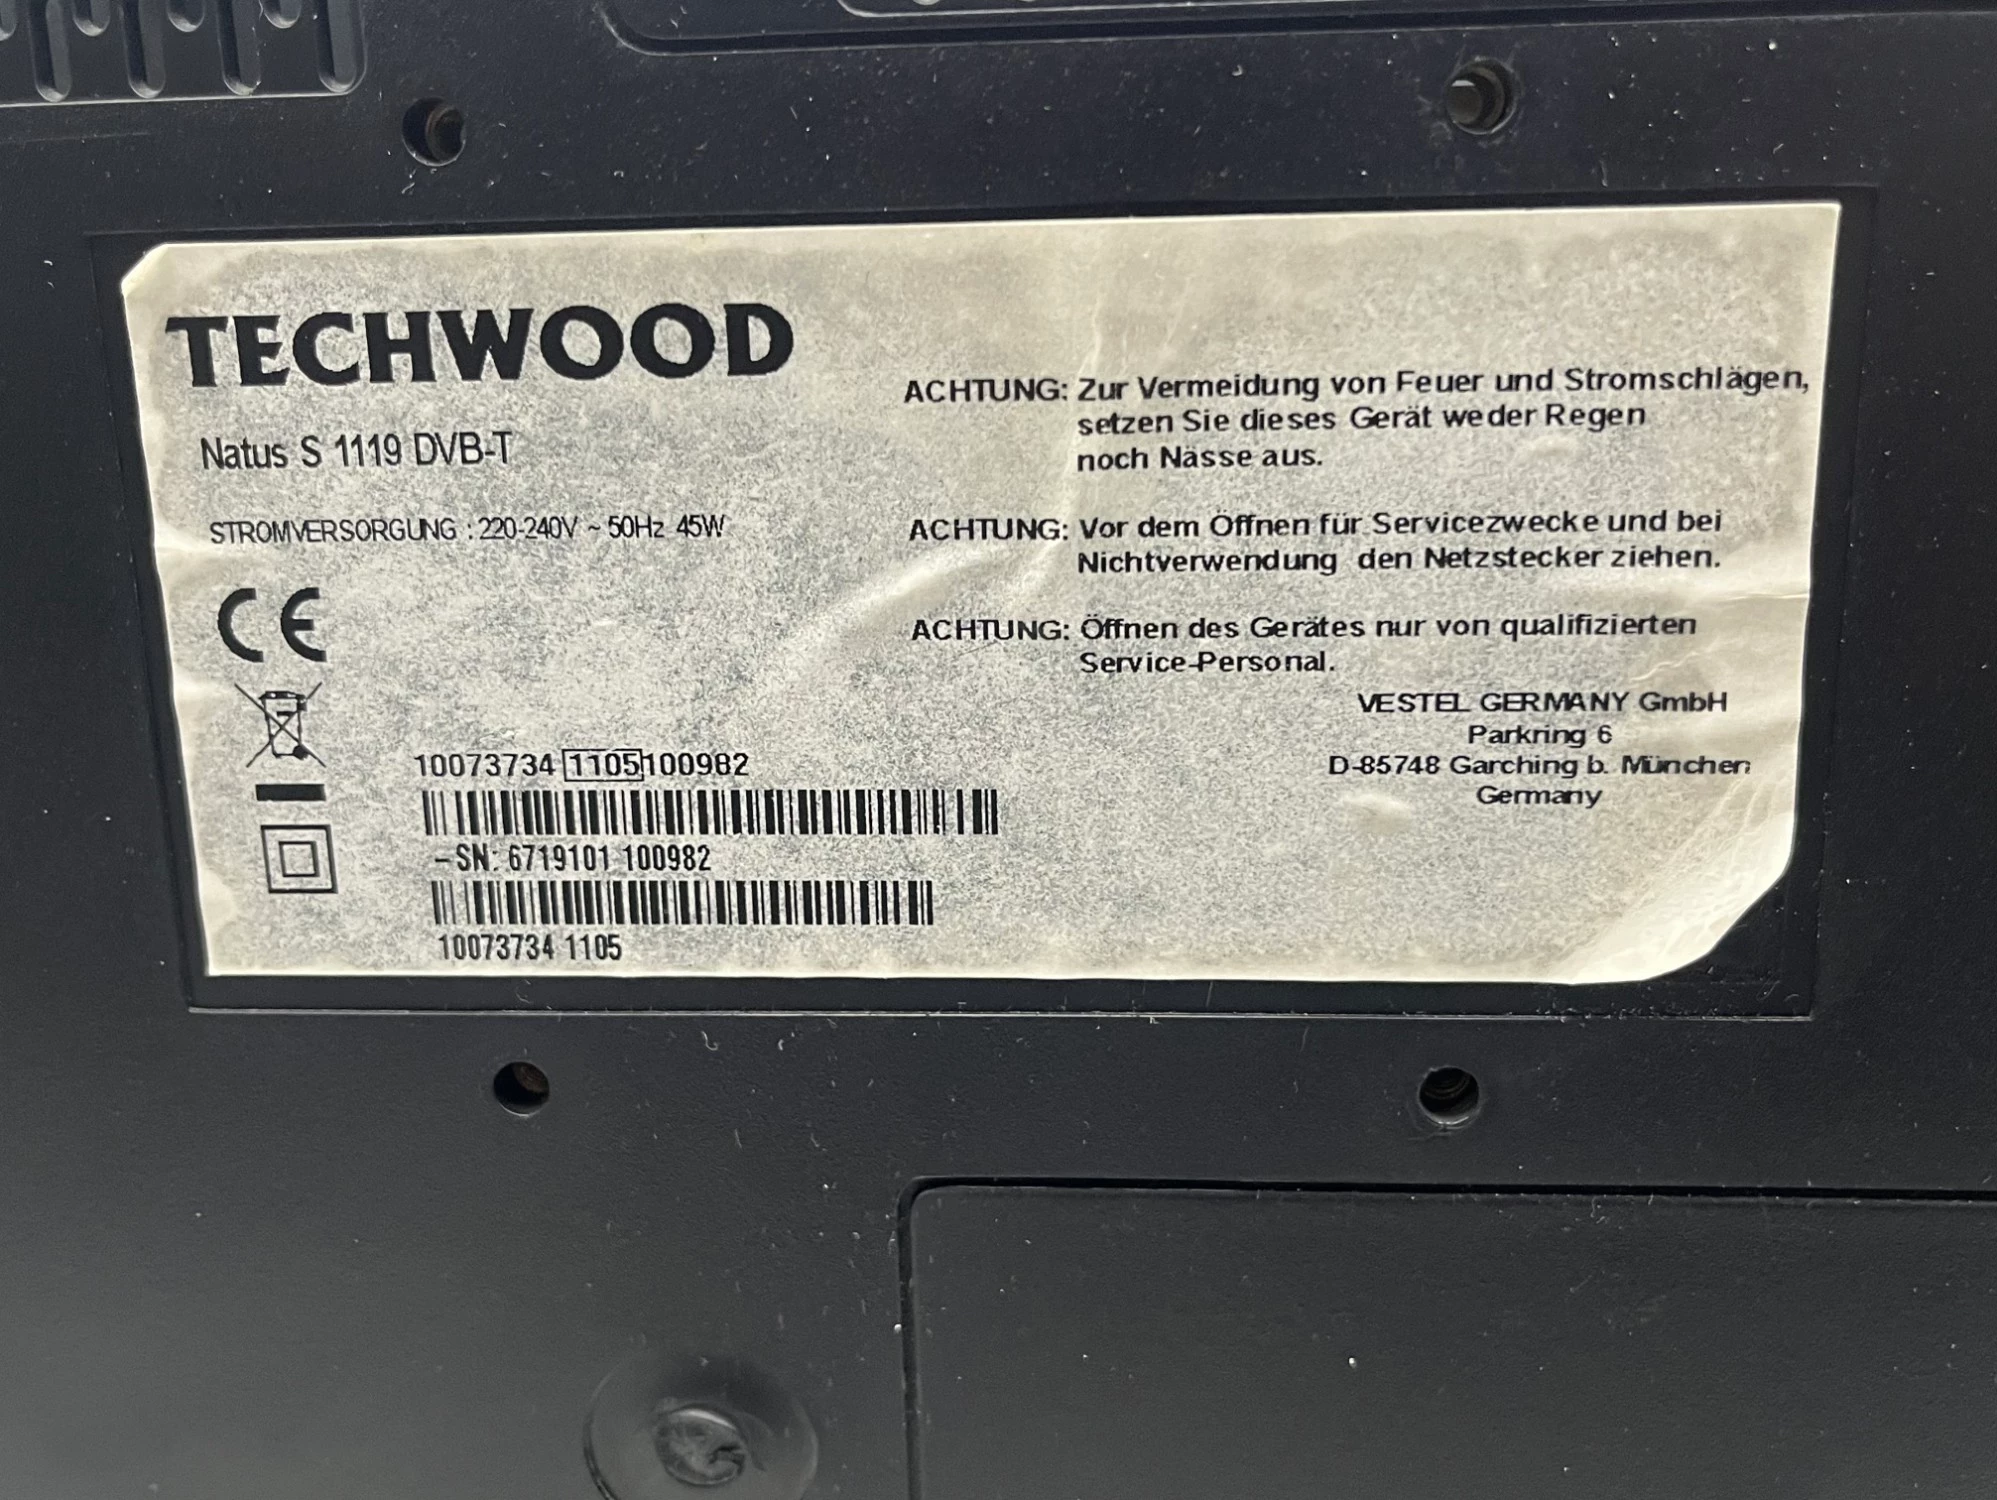 TECHWOOD
Natus S 1119 DVB-T
STROMVERSORGUNG : 220-240V ~ 50Hz 45W
CE
10073734 1105 100982
–SN: 6719101 100982
10073734 1105
ACHTUNG: Zur Vermeidung von Feuer und Stromschlägen,
setzen Sie dieses Gerät weder Regen
noch Nässe aus.
ACHTUNG: Vor dem Öffnen für Servicezwecke und bei
Nichtverwendung den Netzstecker ziehen.
ACHTUNG: Öffnen des Gerätes nur von qualifizierten
Service-Personal.
VESTEL GERMANY GmbH
Parkring 6
D-85748 Garching b. München
Germany